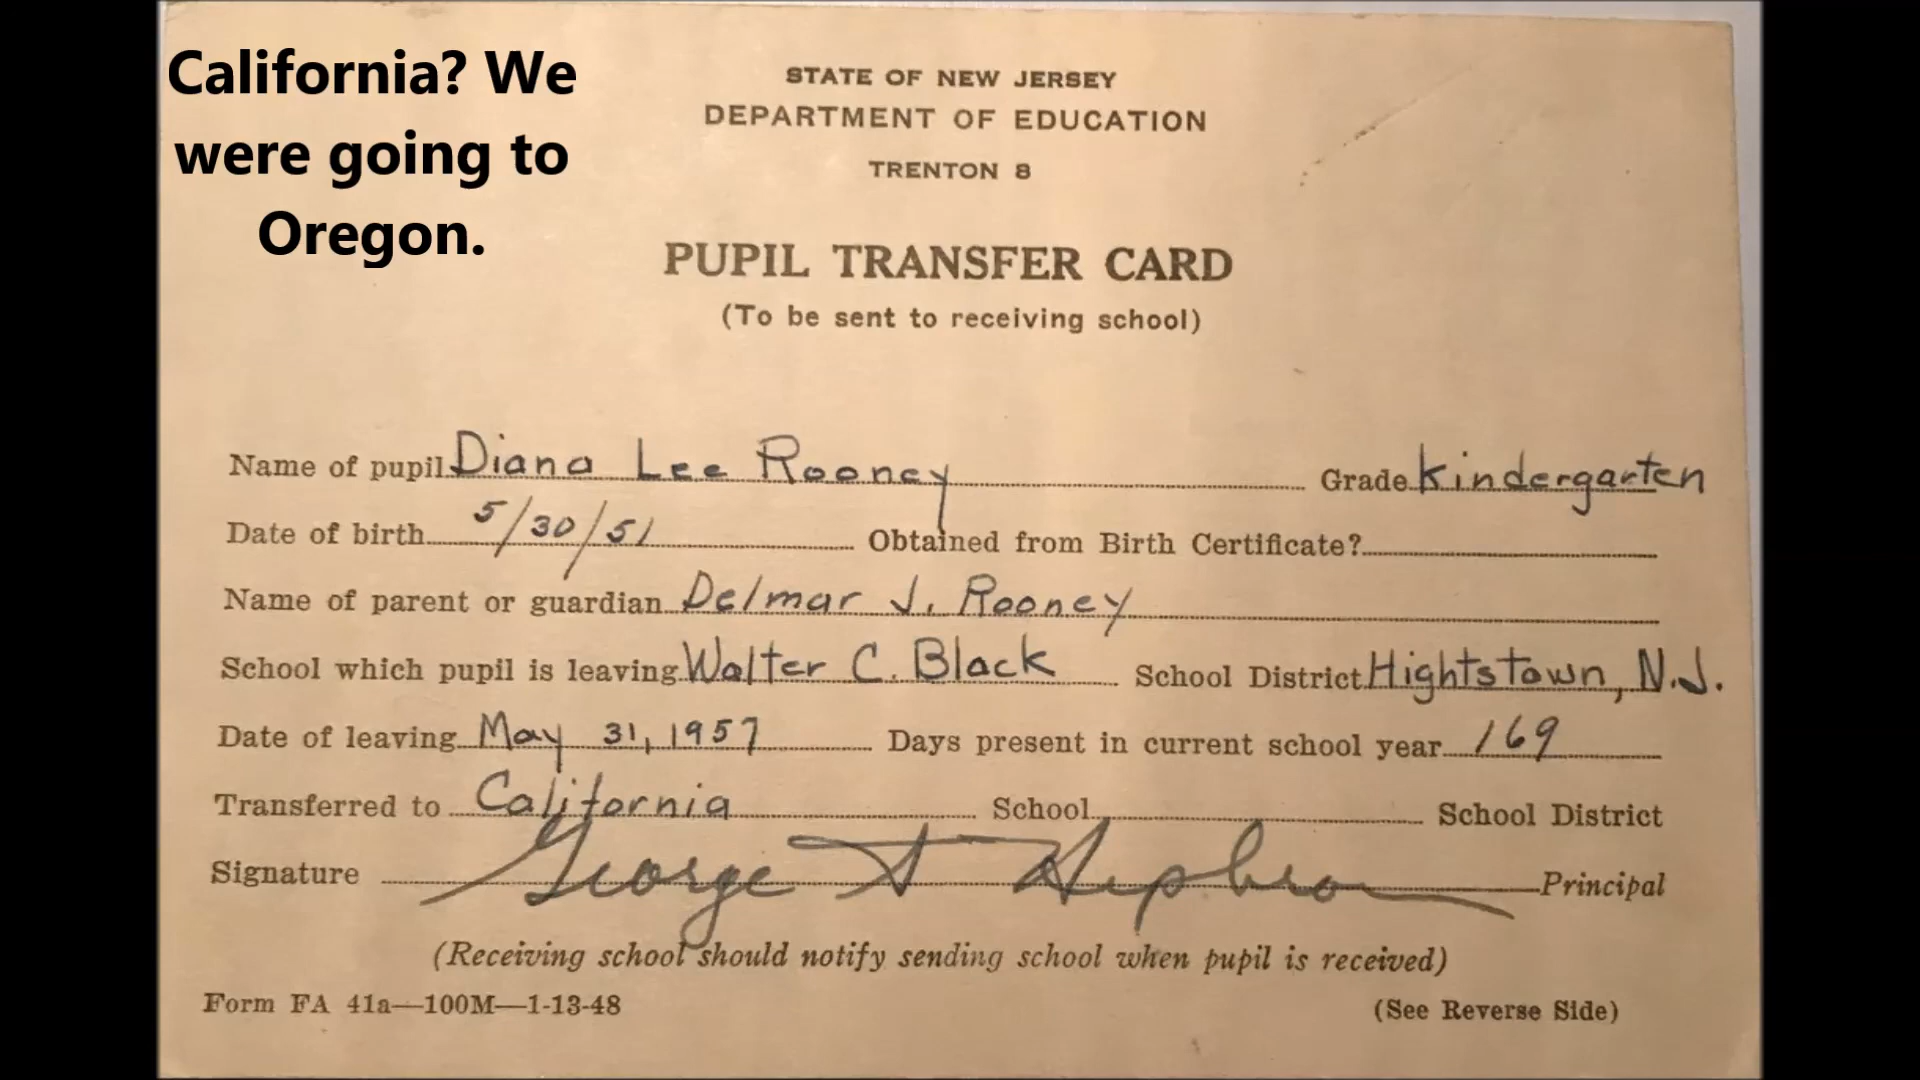 California? We
were going to
Oregon.
STATE OF NEW JERSEY
DEPARTMENT OF EDUCATION
TRENTON 8
PUPIL TRANSFER CARD
(To be sent to receiving school)
Name of pupil Diana Lee Rooney Grade Kindergarten
Date of birth 5/30/51 Obtained from Birth Certificate?
Name of parent or guardian Delmar J. Rooney
School which pupil is leaving Walter C. Black School District Hightstown, N.J.
Date of leaving May 31, 1957 Days present in current school year 169
Transferred to California School School District
Signature George Principal
(Receiving school should notify sending school when pupil is received)
Form FA 41a—100M—1-13-48 (See Reverse Side)